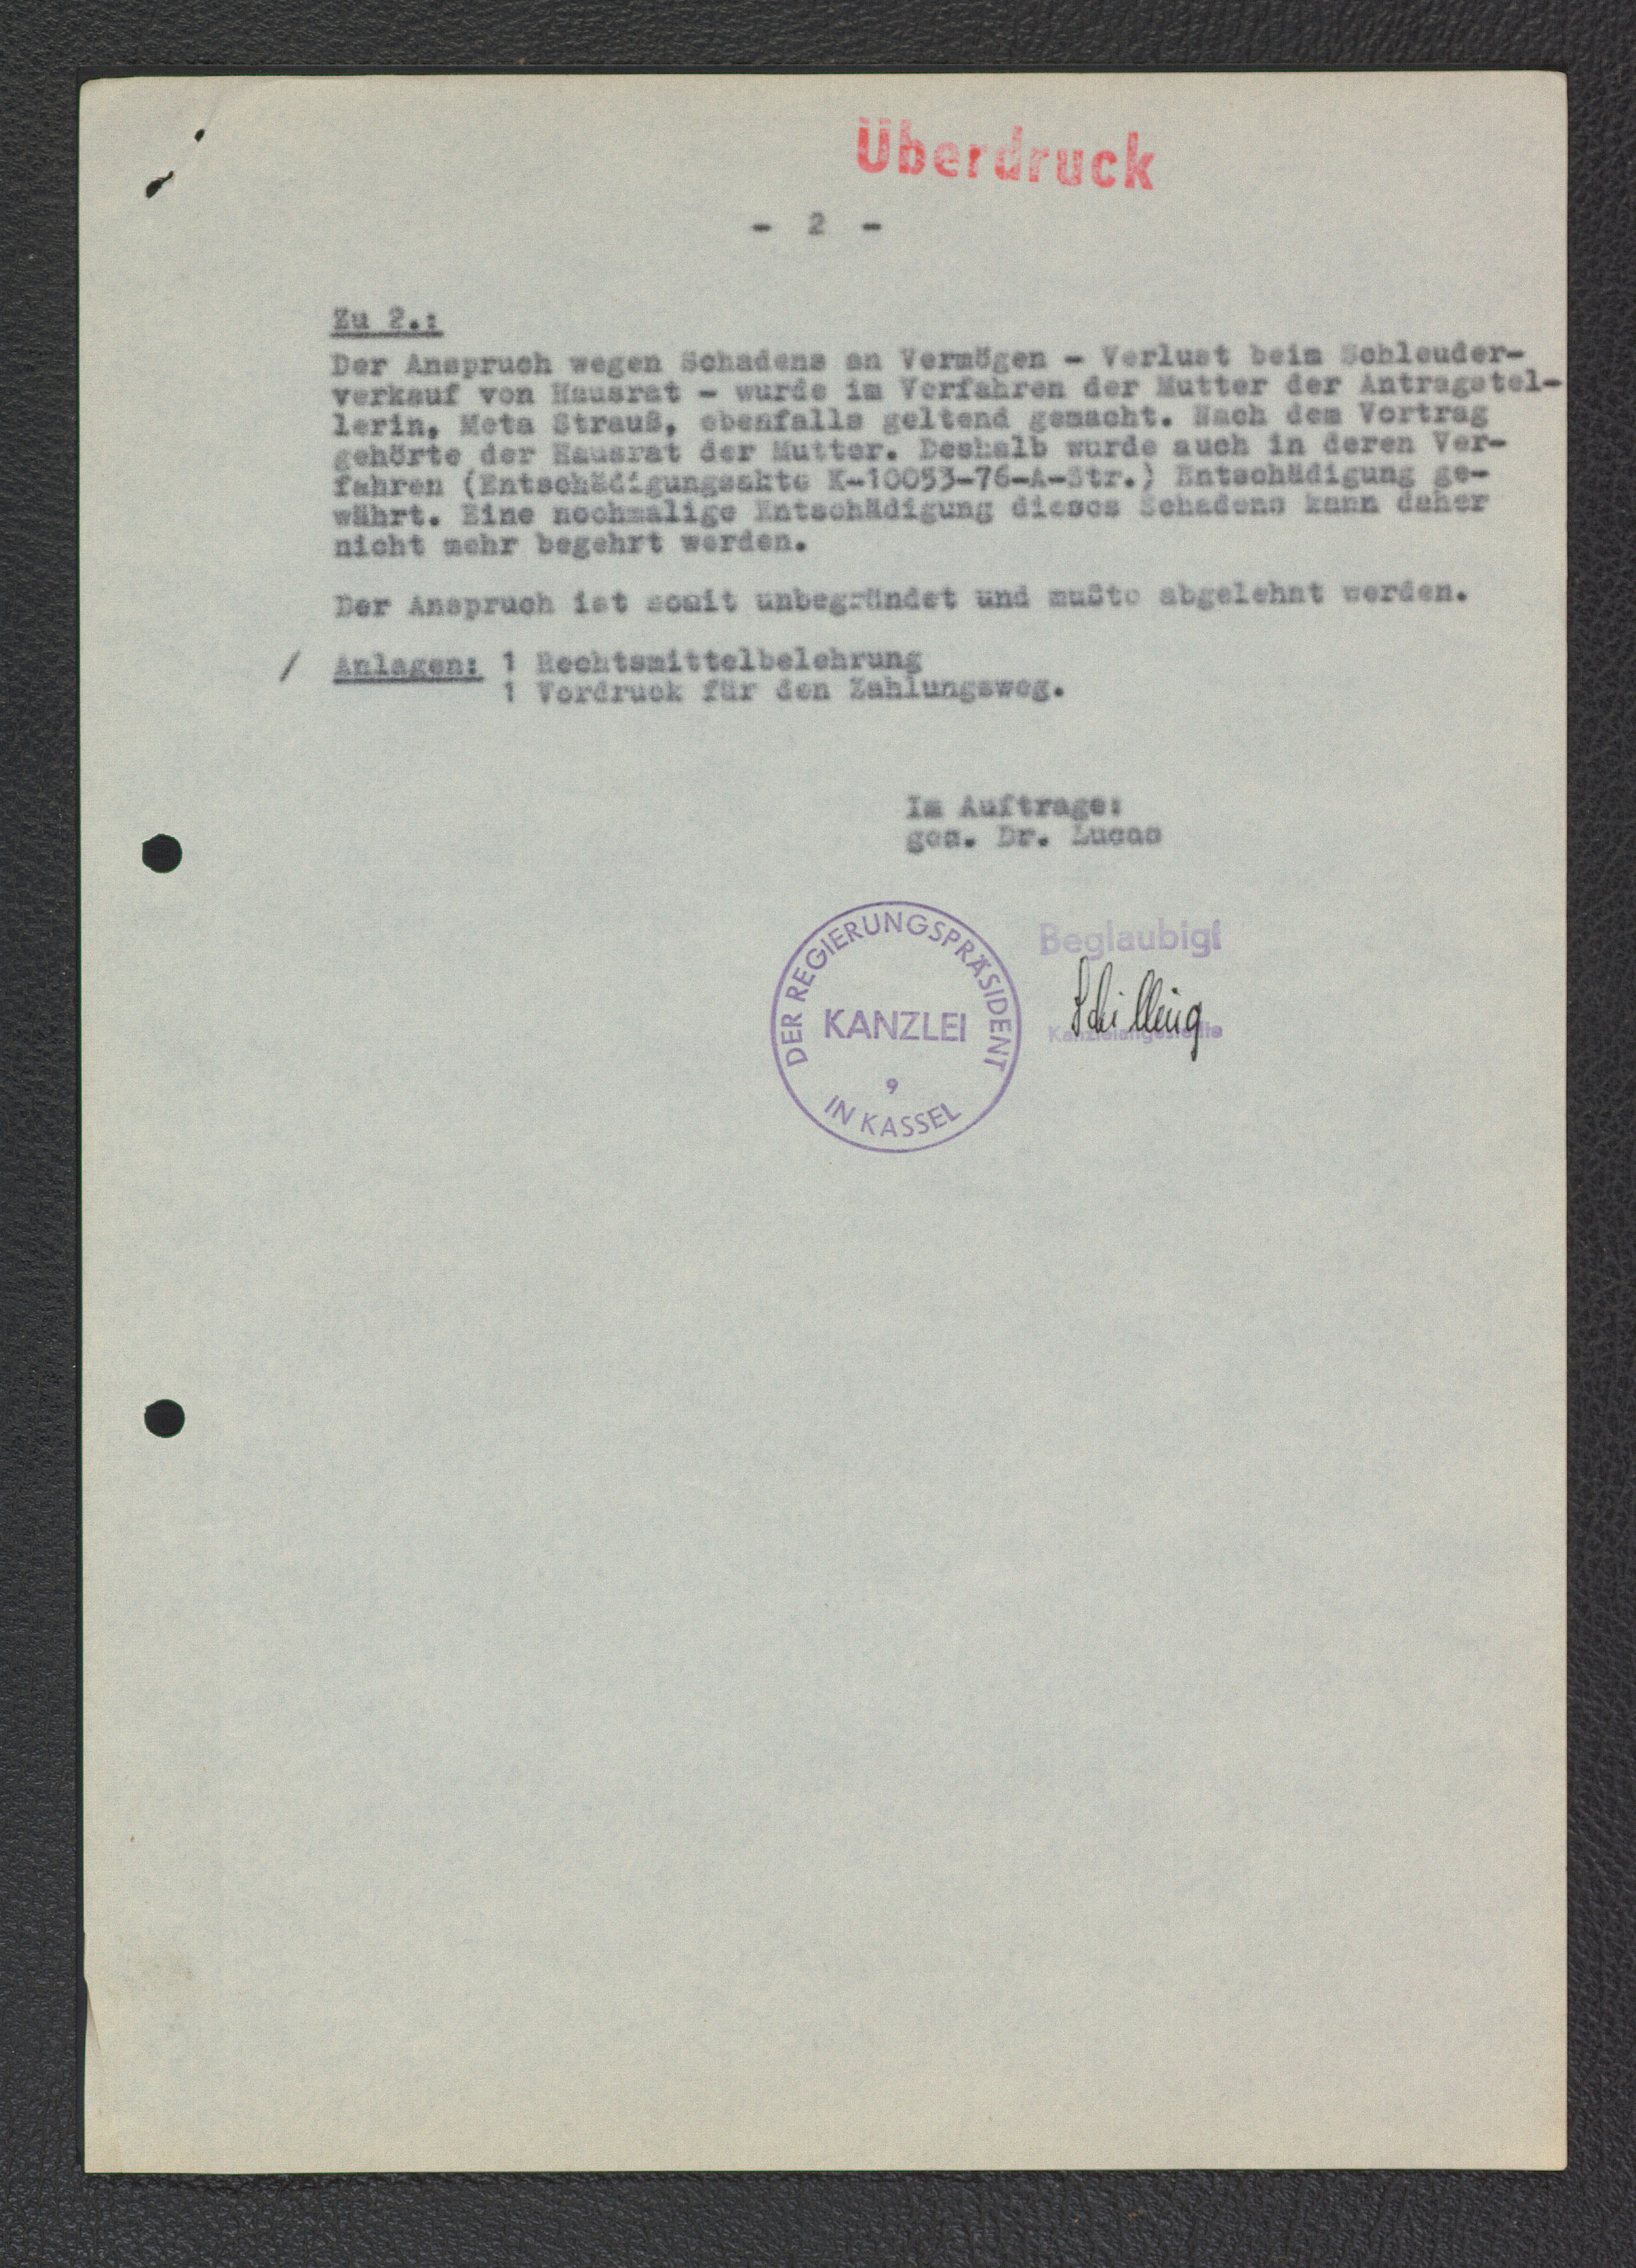 Überdruck
- 2 -
Zu 2.:
Der Anspruch wegen Schadens an Vermögen - Verlust beim Schleuder-
verkauf von Hausrat - wurde im Verfahren der Mutter der Antragstel-
lerin, Meta Strauß, ebenfalls geltend gemacht. Nach dem Vortrag
gehörte der Hausrat der Mutter. Deshalb wurde auch in deren Ver-
fahren (Entschädigungsakte K-10053-76-A-Str.) Entschädigung ge-
währt. Eine nochmalige Entschädigung dieses Schadens kann daher
nicht mehr begehrt werden.
Der Anspruch ist somit unbegründet und mußte abgelehnt werden.
/ Anlagen: 1 Rechtsmittelbelehrung
1 Vordruck für den Zahlungsweg.
Im Auftrage:
gez. Dr. Lucas
DER REGIERUNGSPRÄSIDENT
KANZLEI
9
IN KASSEL
Beglaubigt
Schilling
Kanzleiangestellte